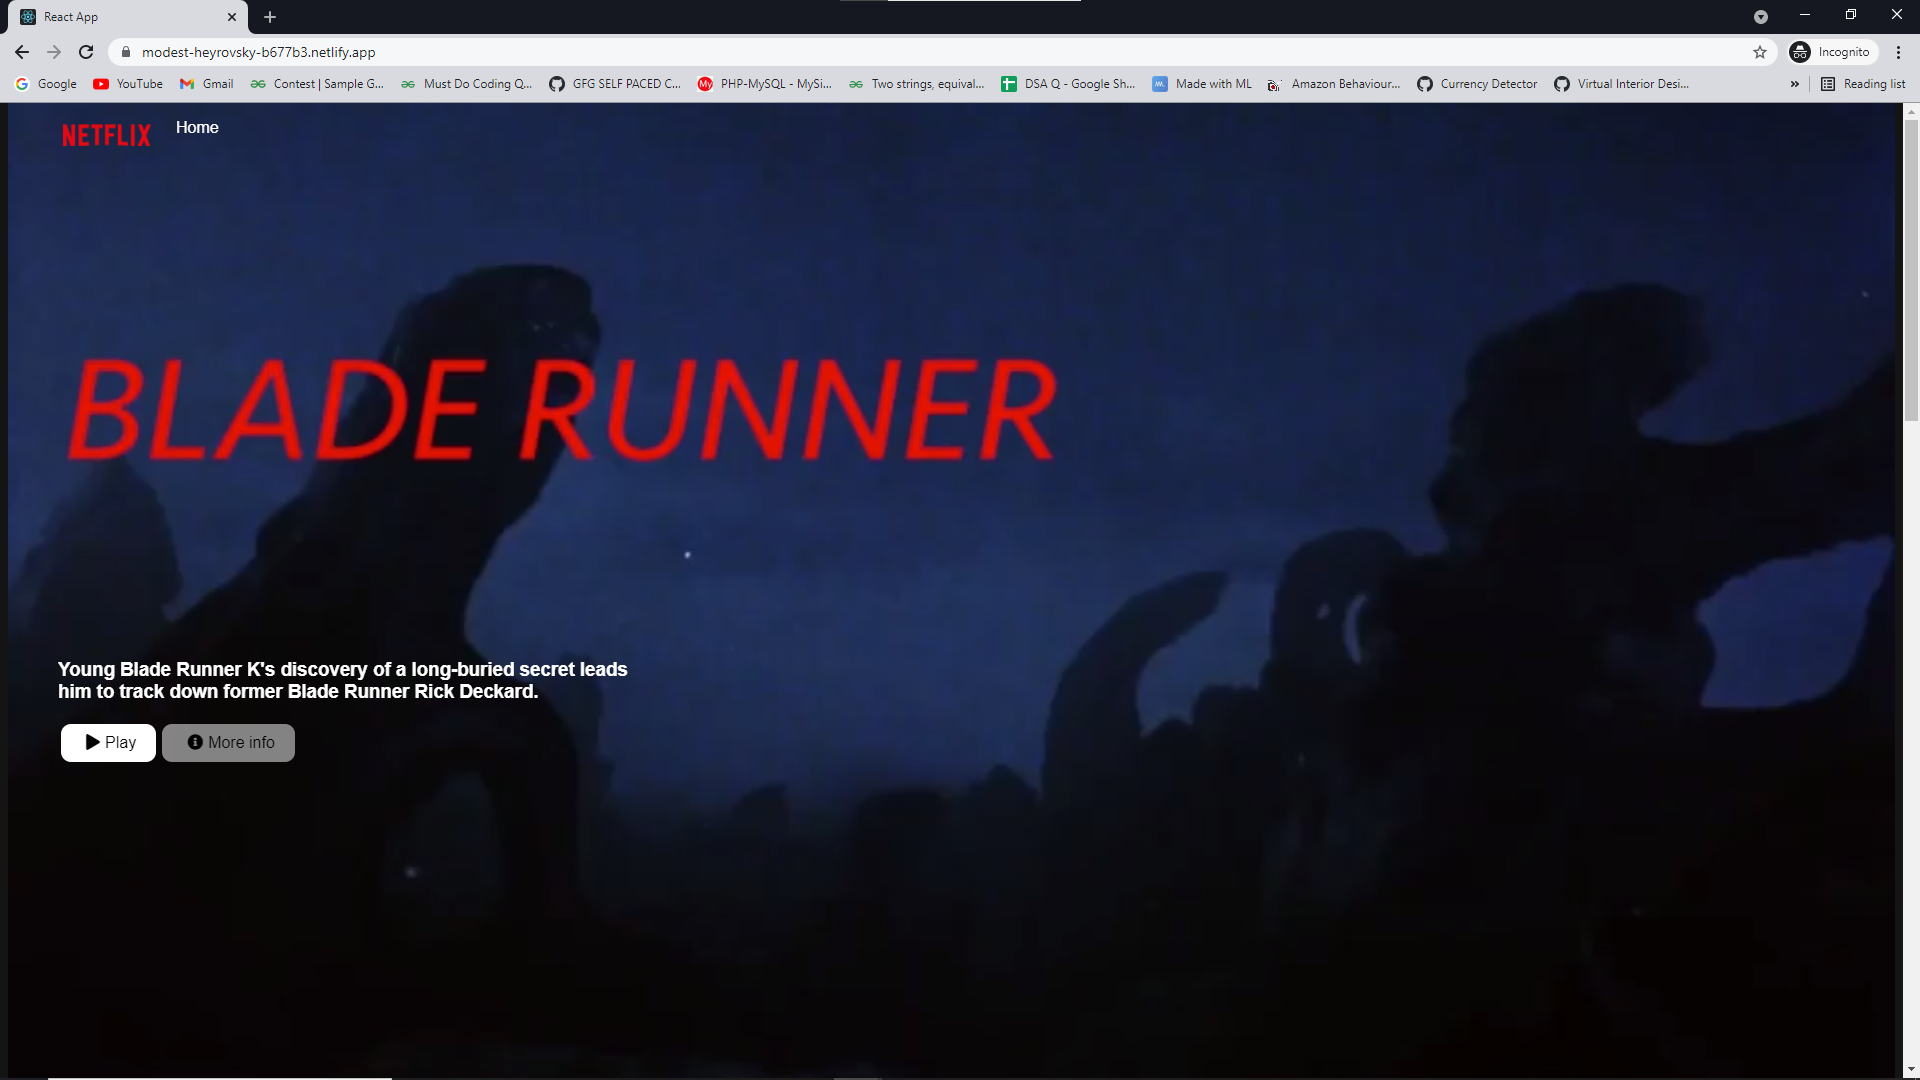 React App
modest-heyrovsky-b677b3.netlify.app
Incognito
Google YouTube Gmail Contest | Sample G... Must Do Coding Q... GFG SELF PACED C... PHP-MySQL - MySi... Two strings, equival... DSA Q - Google Sh... Made with ML Amazon Behaviour... Currency Detector Virtual Interior Desi... » Reading list
NETFLIX Home
BLADE RUNNER
Young Blade Runner K's discovery of a long-buried secret leads
him to track down former Blade Runner Rick Deckard.
Play More info